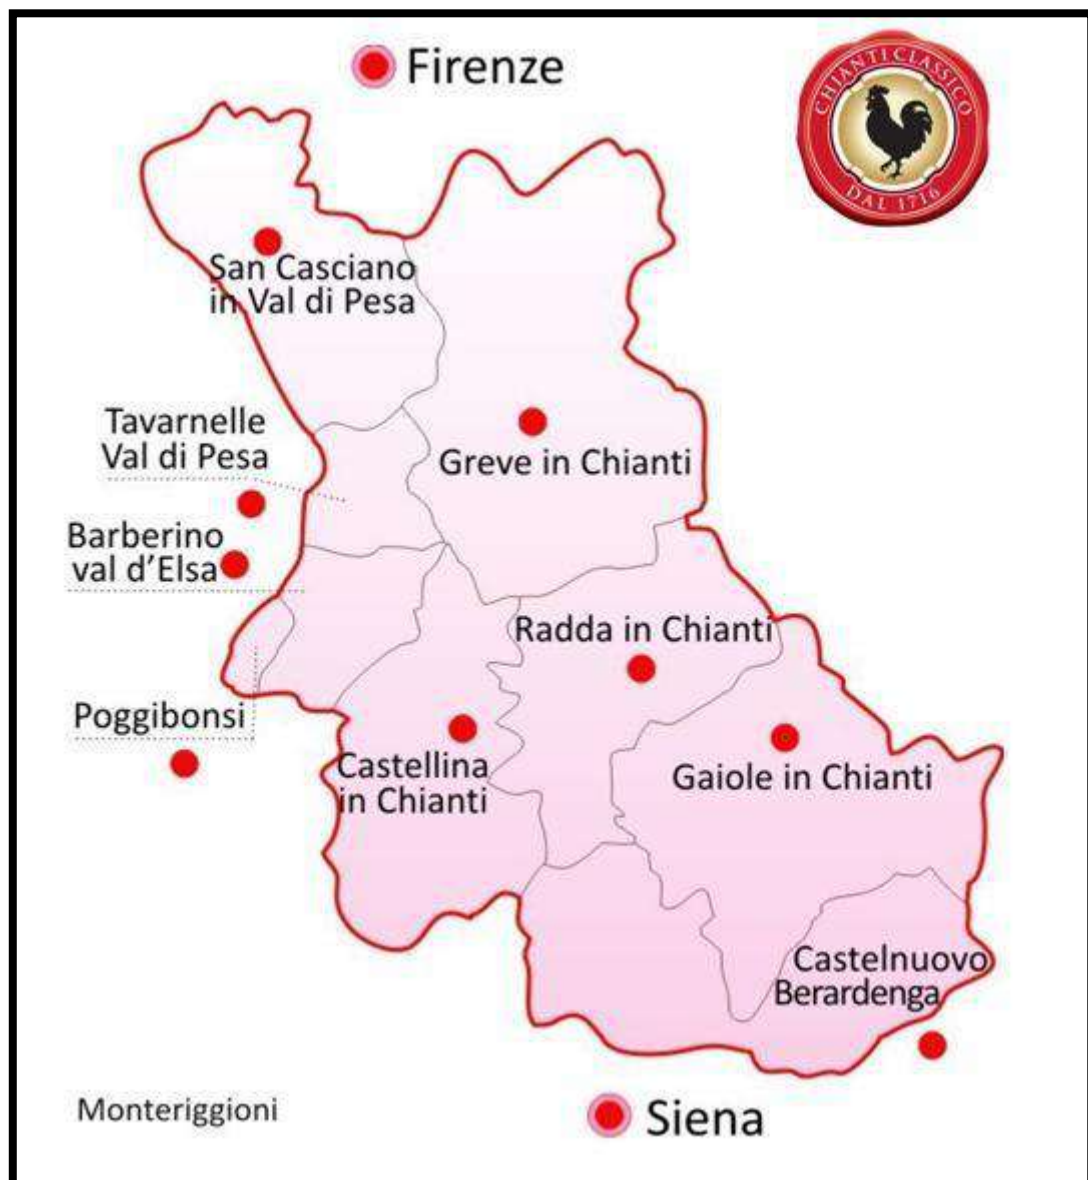 Firenze
CHIANTI CLASSICO
DAL 1716
San Casciano
in Val di Pesa
Tavarnelle
Val di Pesa
Greve in Chianti
Barberino
val d’Elsa
Radda in Chianti
Poggibonsi
Castellina
in Chianti
Gaiole in Chianti
Castelnuovo
Berardenga
Monteriggioni
Siena